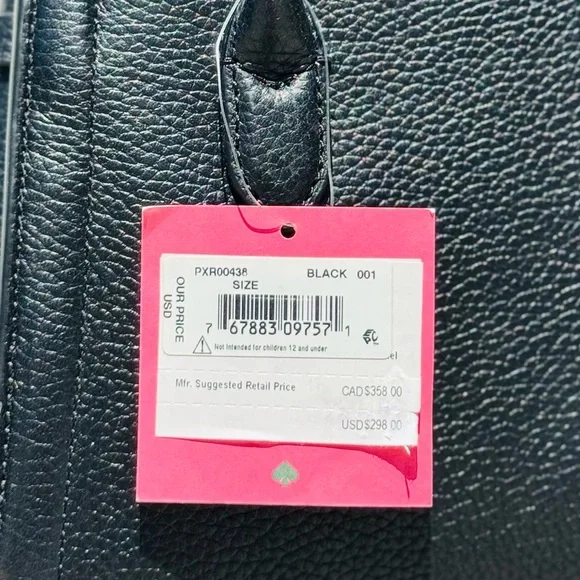 PXR00438 BLACK 001
SIZE
OUR PRICE
USD
7 67883 09757 1
Not intended for children 12 and under
el
Mfr. Suggested Retail Price CAD$358.00
USD$298.00